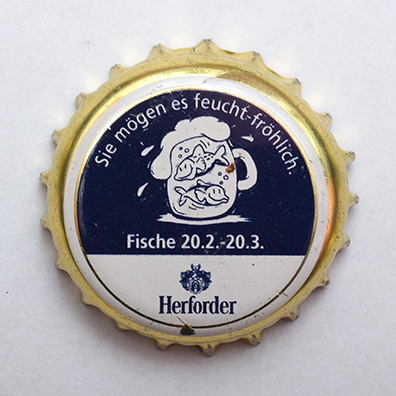 Sie mögen es feucht-fröhlich.
Fische 20.2.-20.3.
Herforder